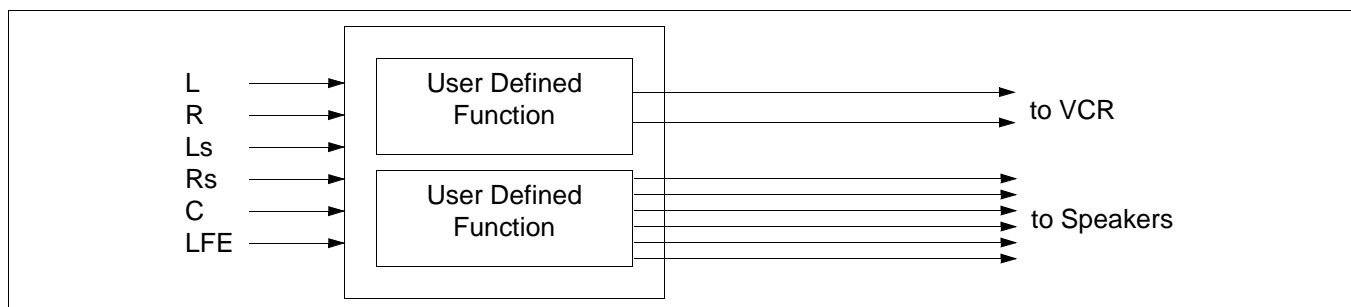 L
R
Ls
Rs
C
LFE
User Defined
Function
User Defined
Function
to VCR
to Speakers